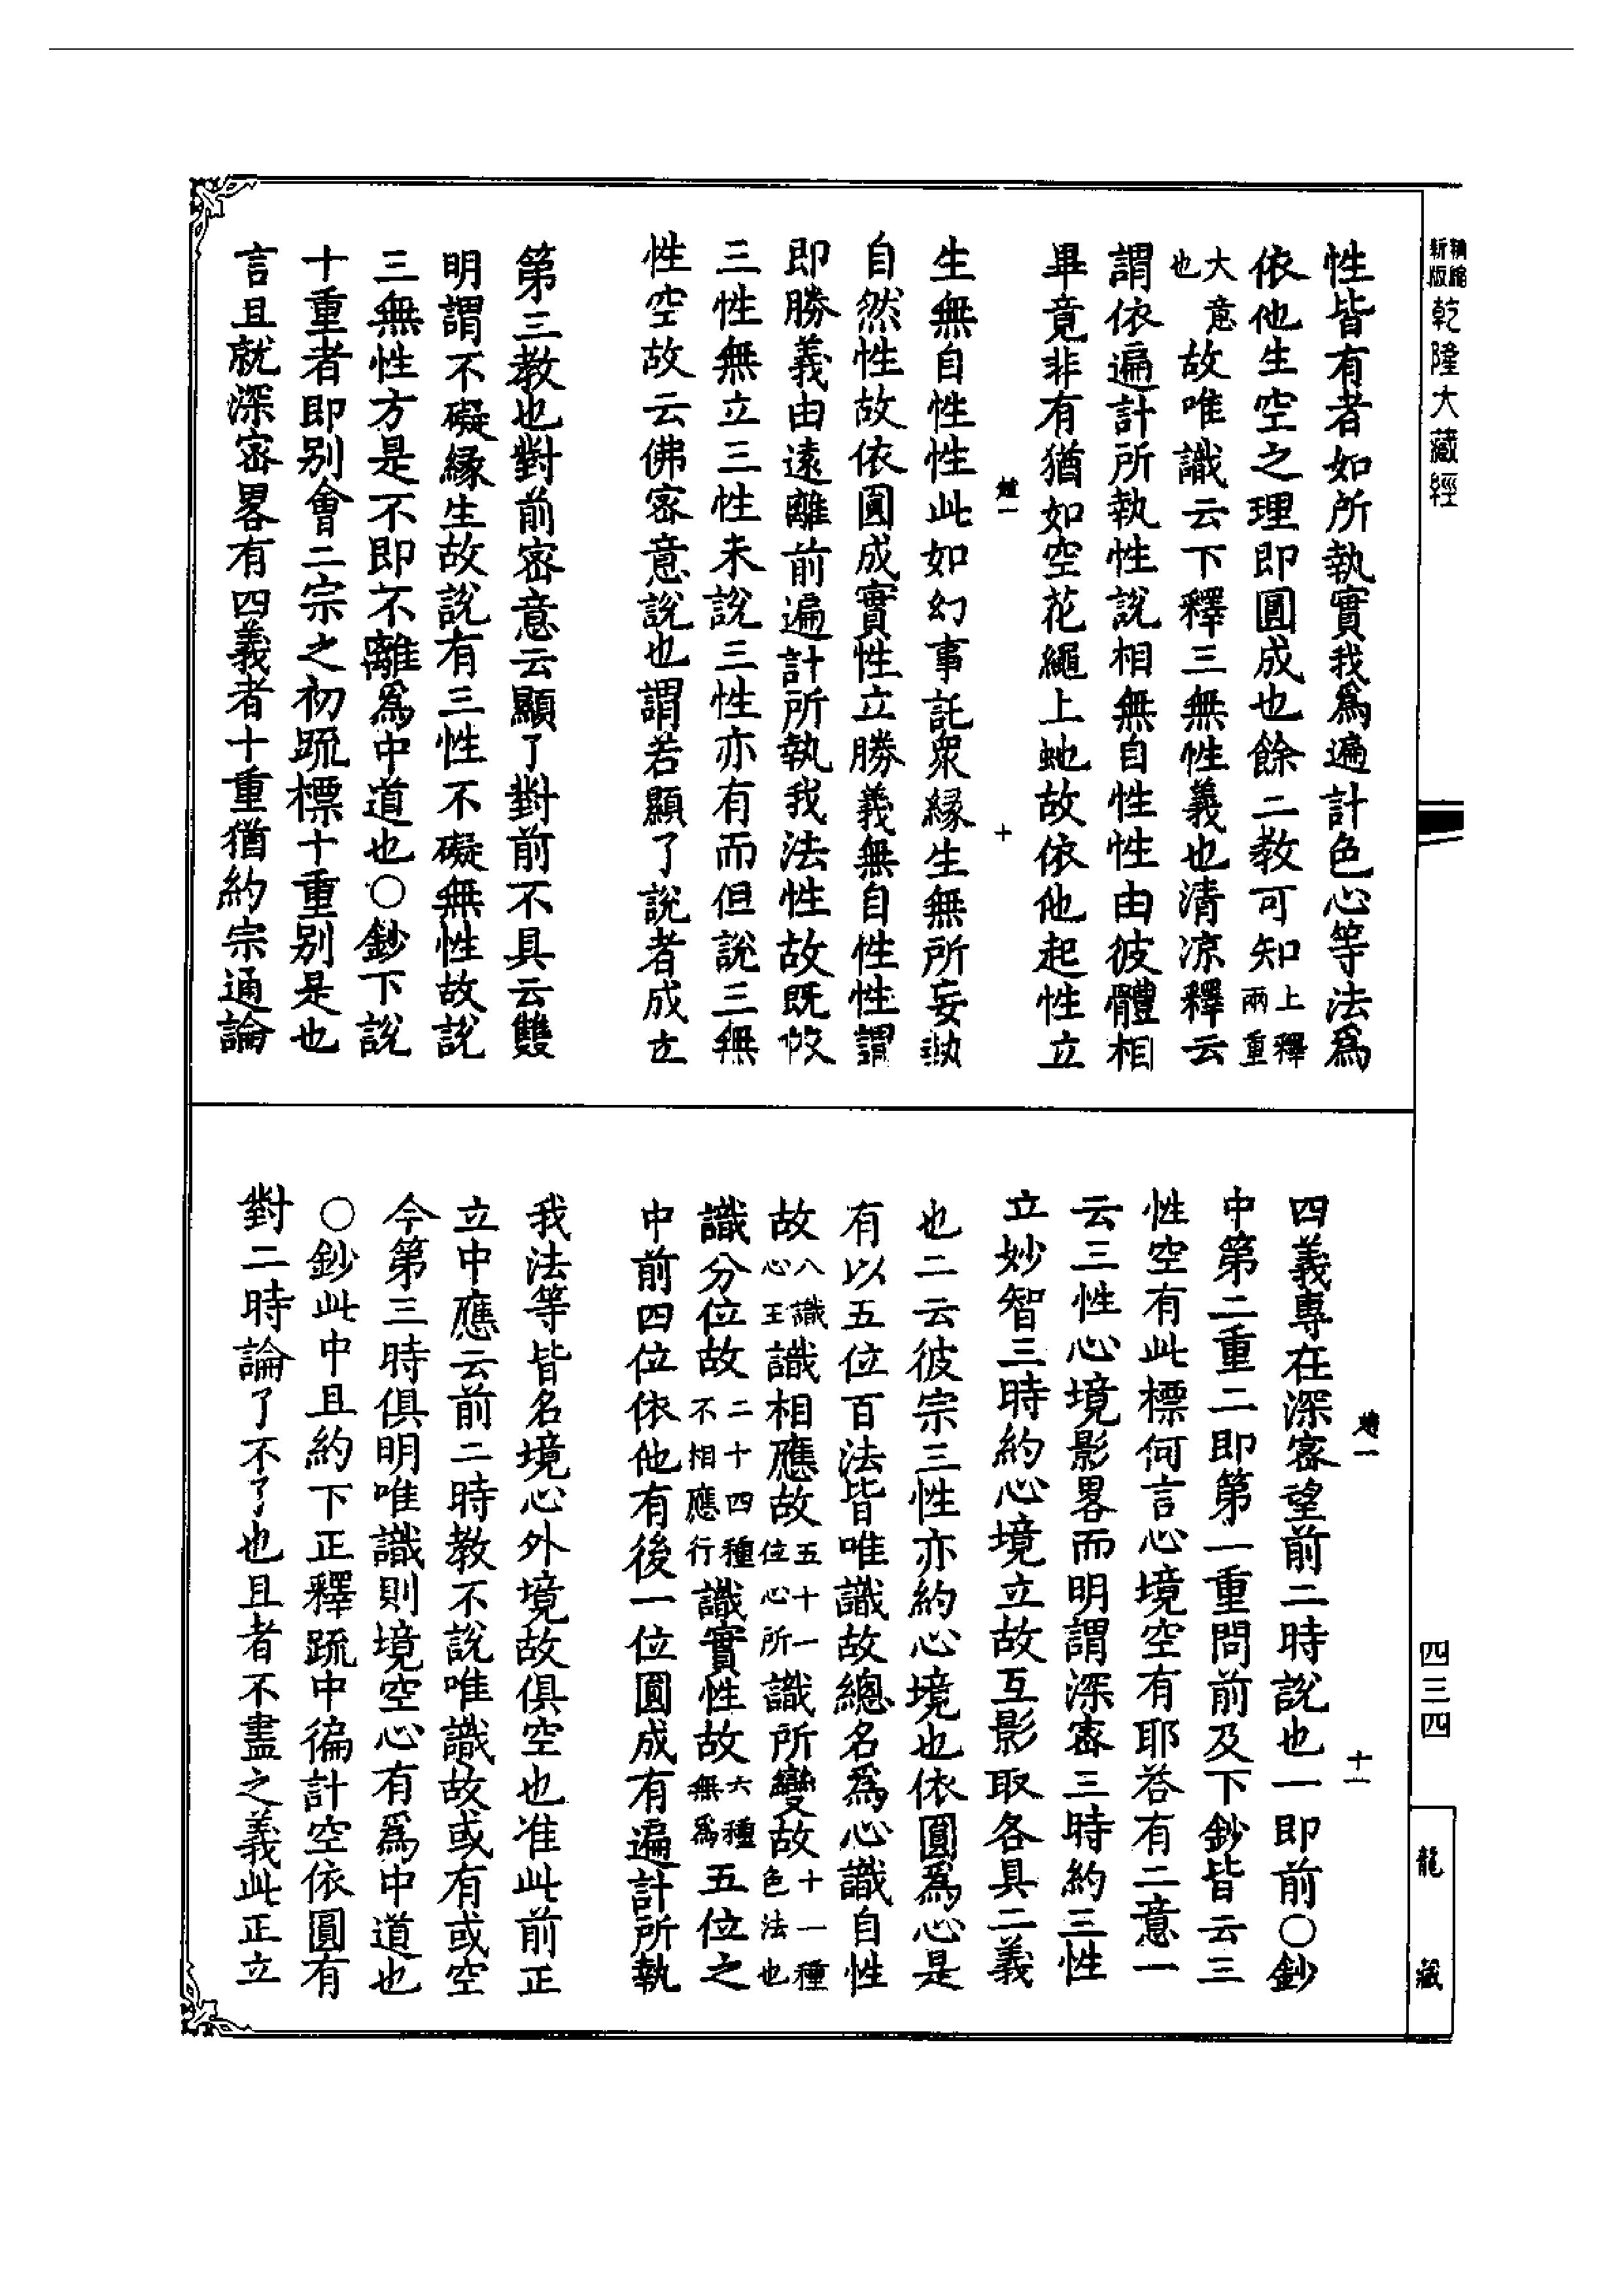 精縮新版乾隆大藏經
性皆有者如所執實我為遍計色心等法為
依他生空之理即圓成也餘二教可知上釋兩重
大意也故唯識云下釋三無性義也清涼釋云
謂依遍計所執性說相無自性性由彼體相
畢竟非有猶如空花繩上虵故依他起性立
十
生無自性性此如幻事託衆緣生無所妄執
自然性故依圓成實性立勝義無自性性謂
即勝義由遠離前遍計所執我法性故既攸
三性無立三性未說三性亦有而但說三無
性空故云佛密意說也謂若顯了說者成立
第三教也對前密意云顯了對前不具云雙
明謂不礙緣生故說有三性不礙無性故說
三無性方是不即不離為中道也○鈔下說
十重者即別會二宗之初䟽標十重別是也
言且就深密畧有四義者十重猶約宗通論
四三四
龍藏
十一
四義專在深密望前二時說也一即前○鈔
中第二重二即第一重問前及下鈔皆云三
性空有此標何言心境空有耶荅有二意一
云三性心境影畧而明謂深密三時約三性
立妙智三時約心境立故互影取各具二義
也二云彼宗三性亦約心境也依圓為心是
有以五位百法皆唯識故總名為心識自性
故八識心王識相應故五十一位心所識所變故十一種色法也
識分位故二十四種不相應行識實性故六種無為五位之
中前四位依他有後一位圓成有遍計所執
我法等皆名境心外境故俱空也准此前正
立中應云前二時教不說唯識故或有或空
今第三時俱明唯識則境空心有為中道也
○鈔此中且約下正釋䟽中徧計空依圓有
對二時論了不了也且者不盡之義此正立